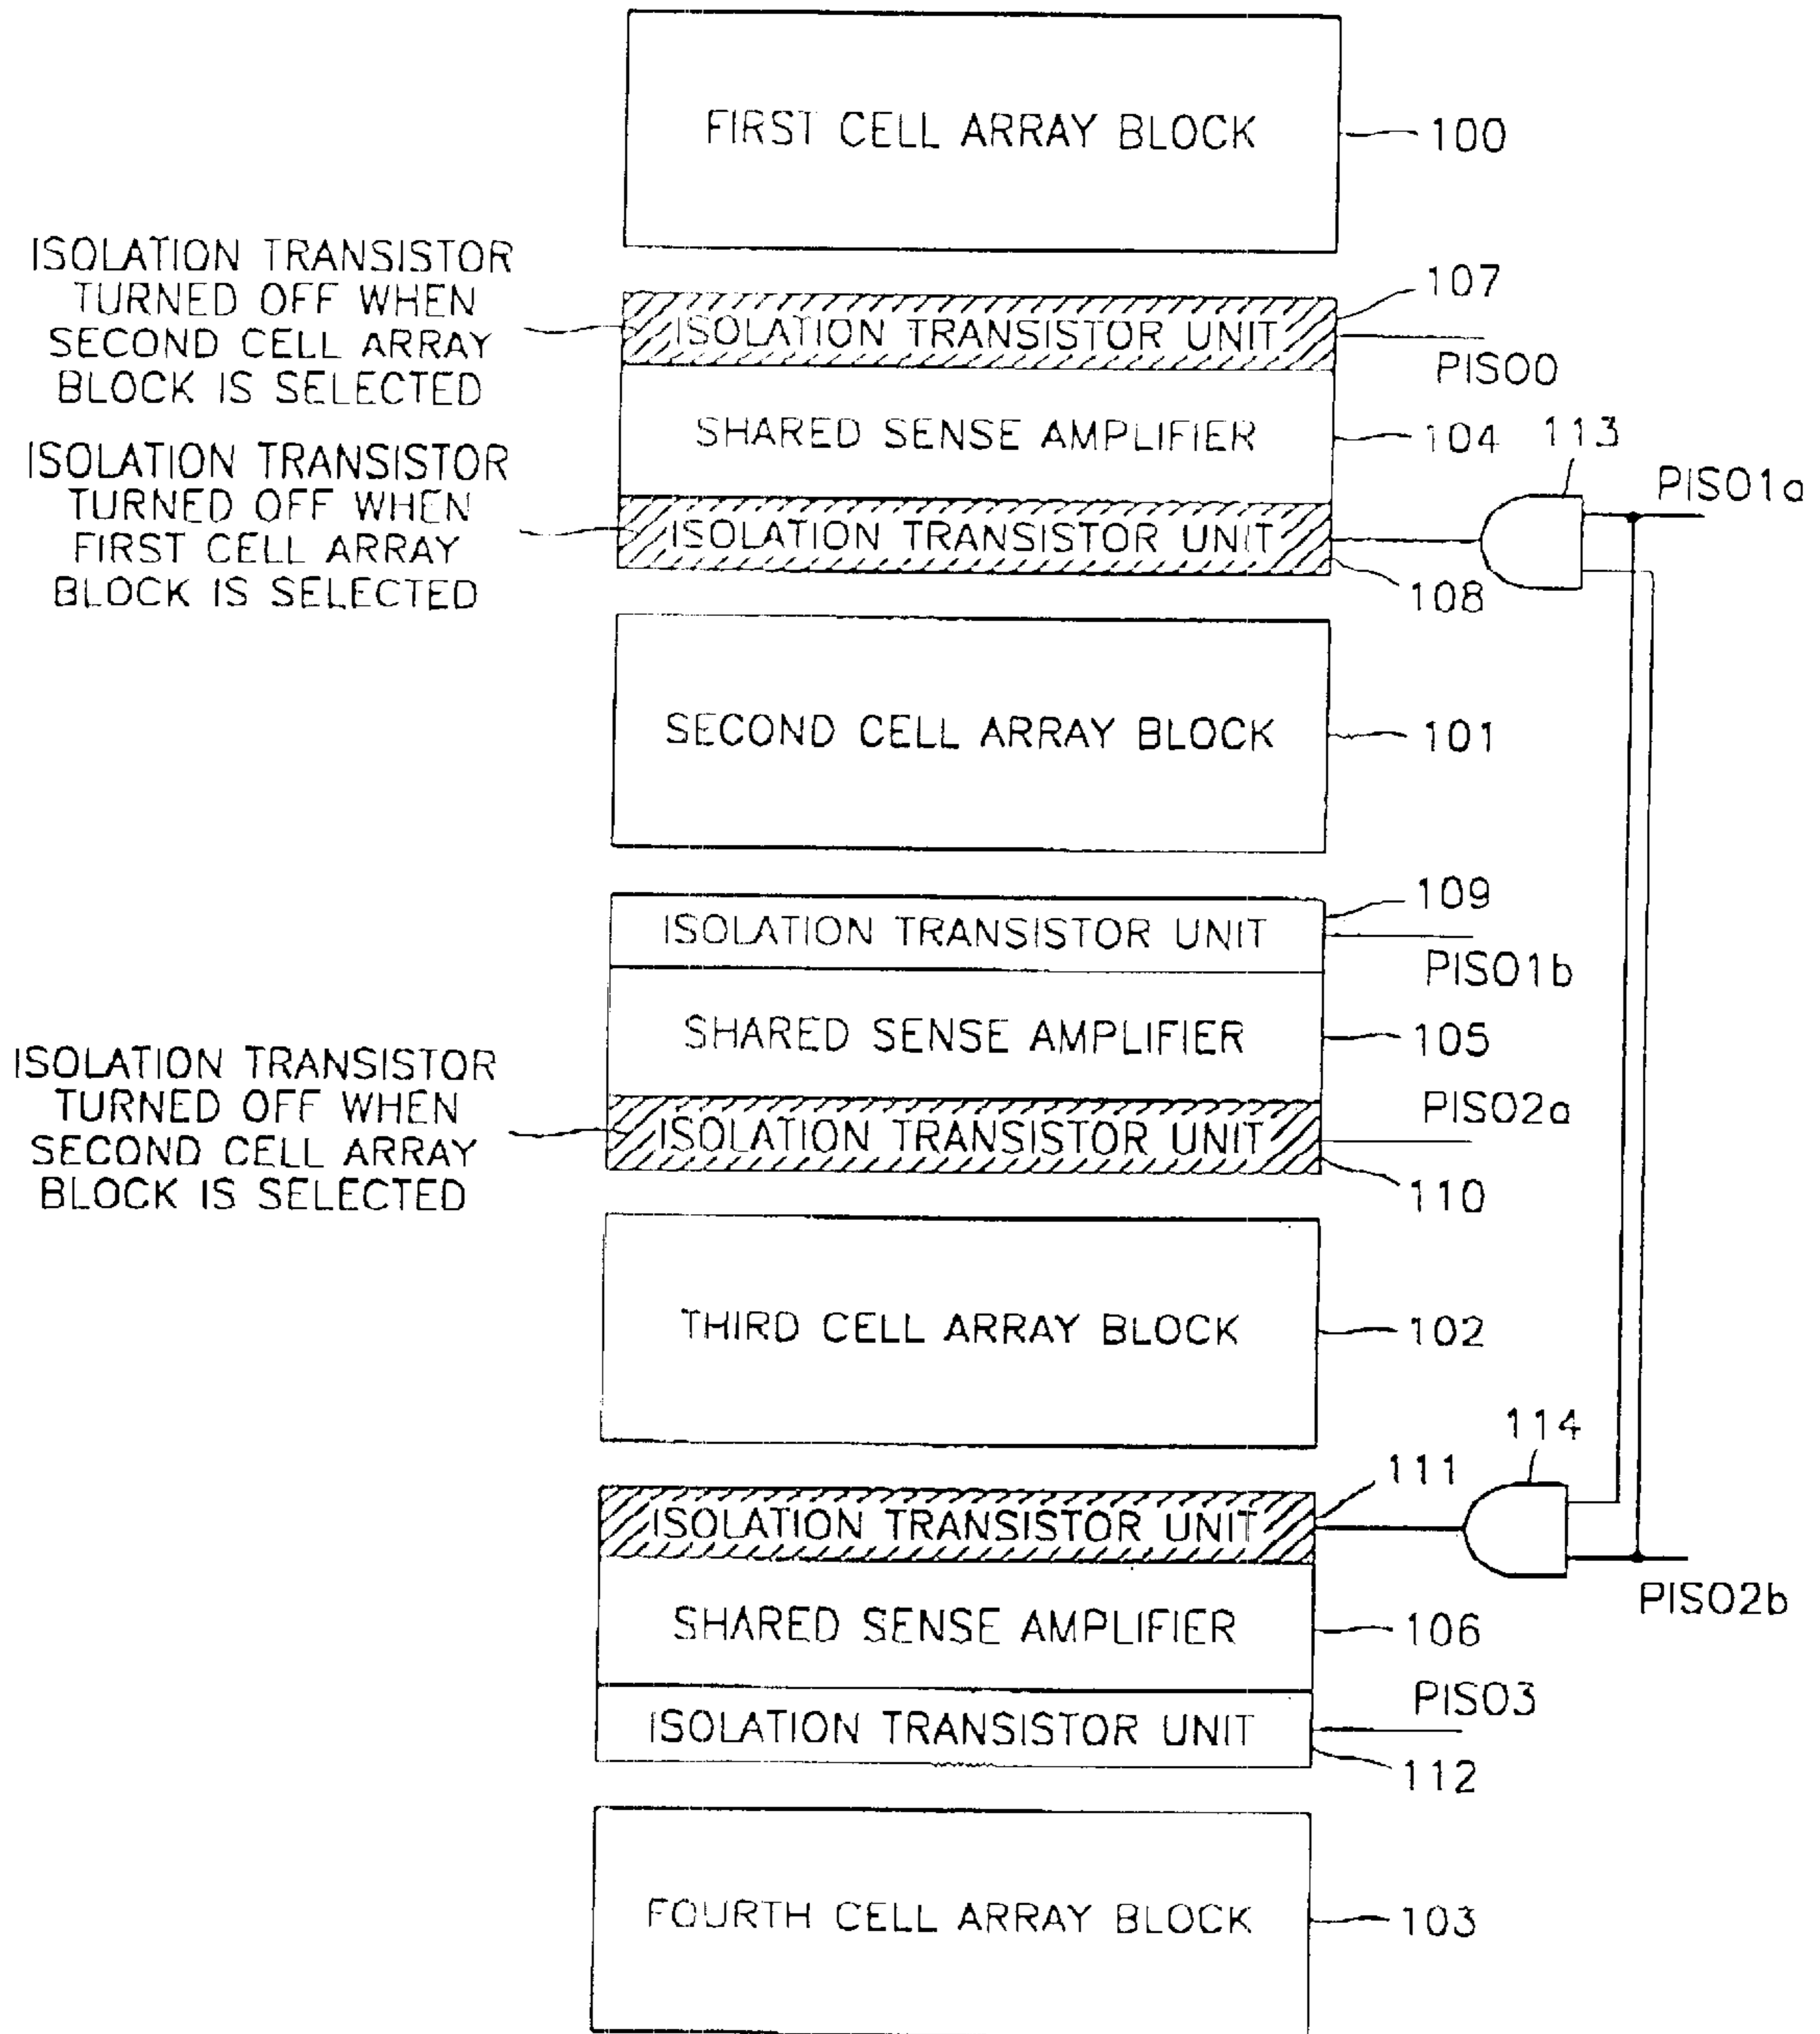 FIRST CELL ARRAY BLOCK
100
ISOLATION TRANSISTOR
TURNED OFF WHEN
SECOND CELL ARRAY
BLOCK IS SELECTED
107
ISOLATION TRANSISTOR UNIT
PISO0
SHARED SENSE AMPLIFIER
104
113
PISO1a
ISOLATION TRANSISTOR
TURNED OFF WHEN
FIRST CELL ARRAY
BLOCK IS SELECTED
ISOLATION TRANSISTOR UNIT
108
SECOND CELL ARRAY BLOCK
101
109
ISOLATION TRANSISTOR UNIT
PISO1b
SHARED SENSE AMPLIFIER
105
ISOLATION TRANSISTOR
TURNED OFF WHEN
SECOND CELL ARRAY
BLOCK IS SELECTED
PISO2a
ISOLATION TRANSISTOR UNIT
110
THIRD CELL ARRAY BLOCK
102
114
111
ISOLATION TRANSISTOR UNIT
PISO2b
SHARED SENSE AMPLIFIER
106
PISO3
ISOLATION TRANSISTOR UNIT
112
FOURTH CELL ARRAY BLOCK
103